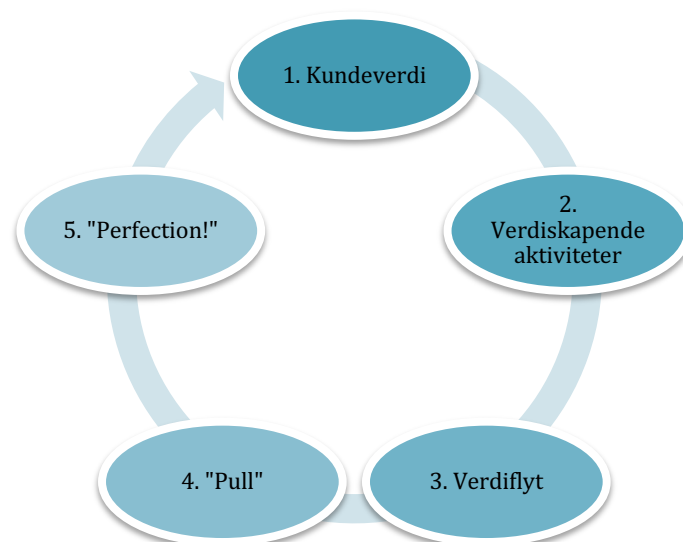 1. Kundeverdi
2.
Verdiskapende
aktiviteter
3. Verdiflyt
4. "Pull"
5. "Perfection!"